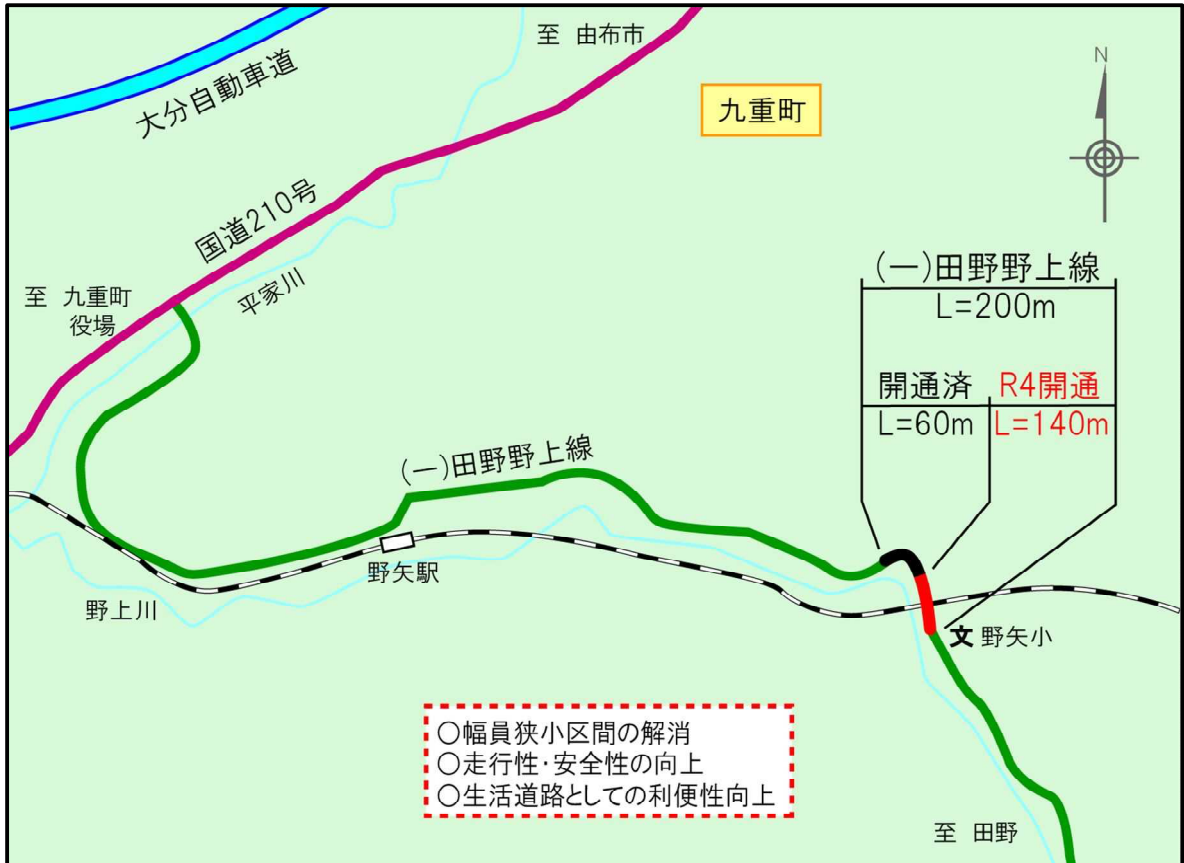 至 由布市
大分自動車道
九重町
N
国道210号
平家川
至 九重町
役場
(一)田野野上線
L=200m
開通済 R4開通
L=60m L=140m
(一)田野野上線
野矢駅
野上川
文 野矢小
○幅員狭小区間の解消
○走行性・安全性の向上
○生活道路としての利便性向上
至 田野